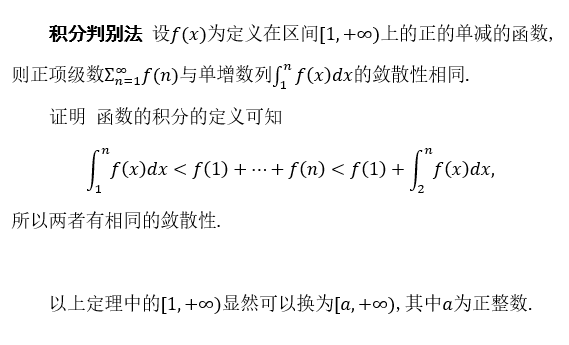 积分判别法 设f(x)为定义在区间[1,+∞)上的正的单减的函数,
则正项级数∑_{n=1}^{∞}f(n)与单增数列∫_1^n f(x)dx的敛散性相同.
证明 函数的积分的定义可知
∫_1^n f(x)dx < f(1) + ⋯ + f(n) < f(1) + ∫_2^n f(x)dx,
所以两者有相同的敛散性.
以上定理中的[1,+∞)显然可以换为[a,+∞), 其中a为正整数.